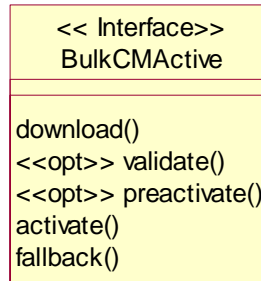 << Interface>>
BulkCMActive
download()
<<opt>> validate()
<<opt>> preactivate()
activate()
fallback()